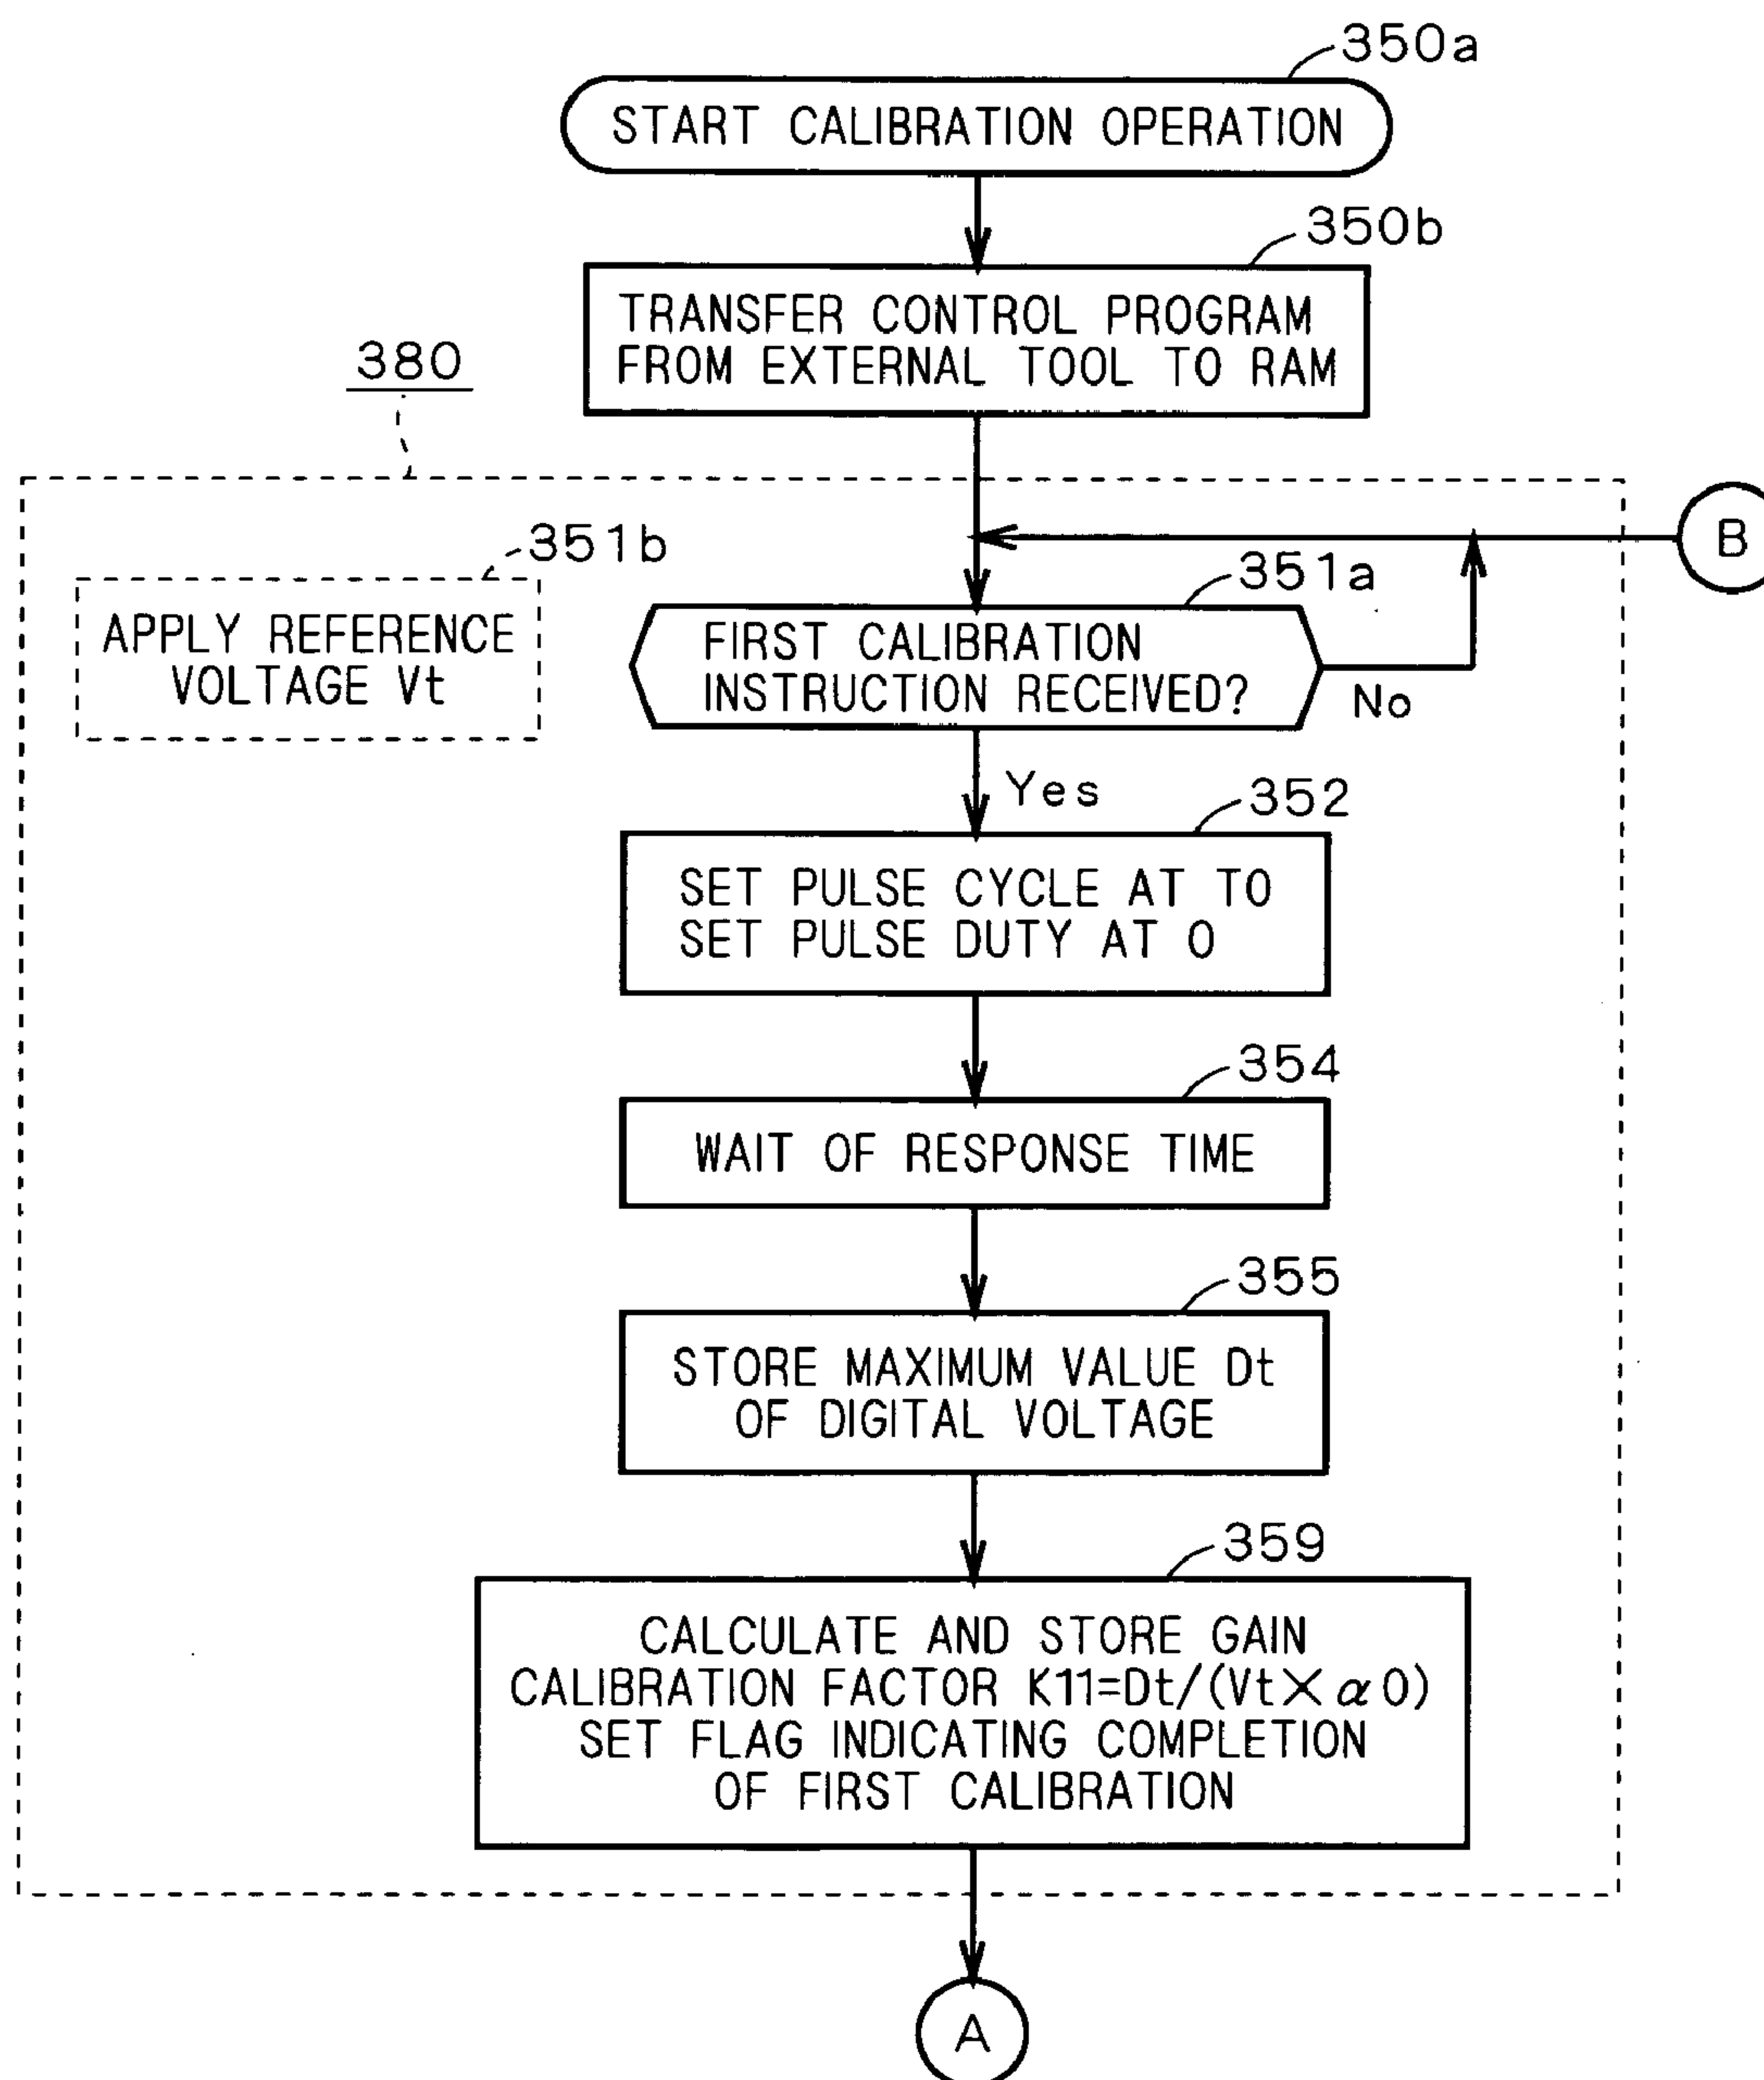 350a
START CALIBRATION OPERATION
350b
TRANSFER CONTROL PROGRAM
FROM EXTERNAL TOOL TO RAM
380
B
351b
351a
APPLY REFERENCE
VOLTAGE Vt
FIRST CALIBRATION
INSTRUCTION RECEIVED?
No
Yes
352
SET PULSE CYCLE AT T0
SET PULSE DUTY AT 0
354
WAIT OF RESPONSE TIME
355
STORE MAXIMUM VALUE Dt
OF DIGITAL VOLTAGE
359
CALCULATE AND STORE GAIN
CALIBRATION FACTOR K11=Dt/(Vt×α0)
SET FLAG INDICATING COMPLETION
OF FIRST CALIBRATION
A